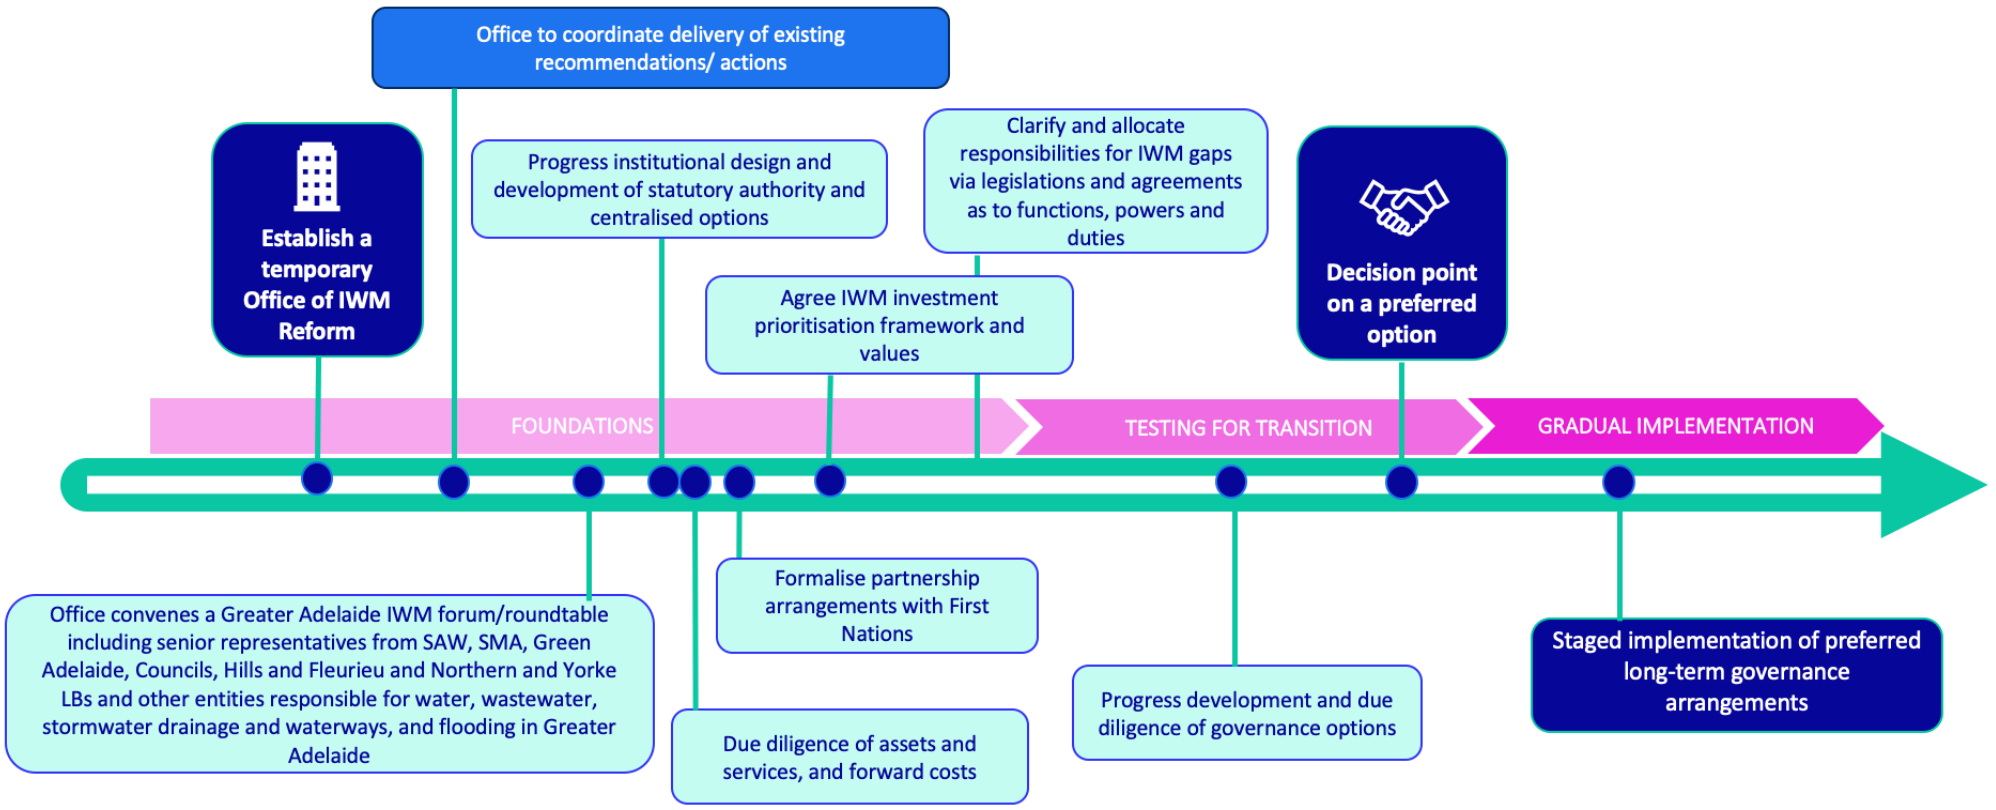 Office to coordinate delivery of existing
recommendations/ actions
Establish a
temporary
Office of IWM
Reform
Progress institutional design and
development of statutory authority and
centralised options
Clarify and allocate
responsibilities for IWM gaps
via legislations and agreements
as to functions, powers and
duties
Agree IWM investment
prioritisation framework and
values
Decision point
on a preferred
option
FOUNDATIONS
TESTING FOR TRANSITION
GRADUAL IMPLEMENTATION
Office convenes a Greater Adelaide IWM forum/roundtable
including senior representatives from SAW, SMA, Green
Adelaide, Councils, Hills and Fleurieu and Northern and Yorke
LBs and other entities responsible for water, wastewater,
stormwater drainage and waterways, and flooding in Greater
Adelaide
Formalise partnership
arrangements with First
Nations
Due diligence of assets and
services, and forward costs
Progress development and due
diligence of governance options
Staged implementation of preferred
long-term governance
arrangements